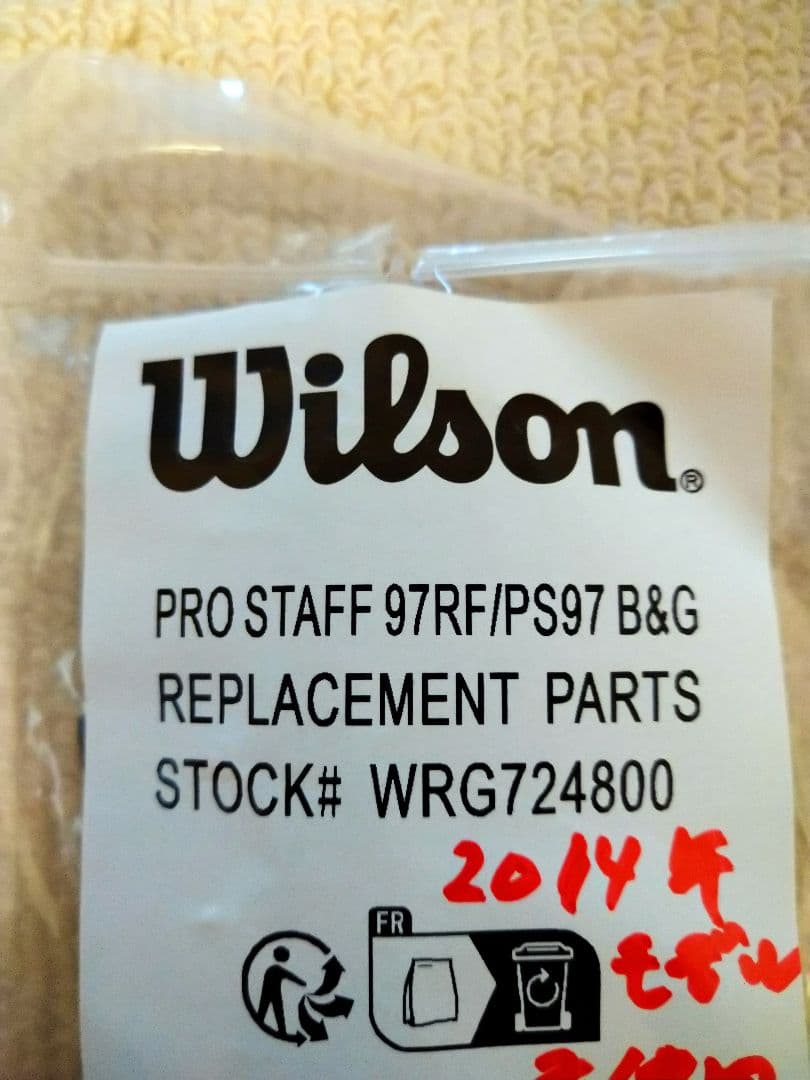 Wilson®
PRO STAFF 97RF/PS97 B&G
REPLACEMENT PARTS
STOCK# WRG724800
2014年
モデル
FR